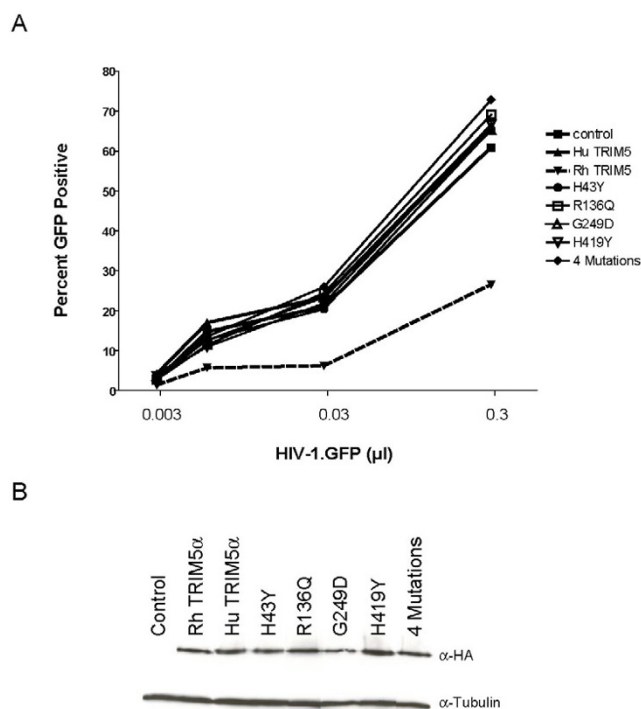 A
80
70
60
50
40
30
20
10
0
Percent GFP Positive
0.003 0.03 0.3
HIV-1.GFP (µl)
control
Hu TRIM5
Rh TRIM5
H43Y
R136Q
G249D
H419Y
4 Mutations
B
Control
Rh TRIM5α
Hu TRIM5α
H43Y
R136Q
G249D
H419Y
4 Mutations
α-HA
α-Tubulin